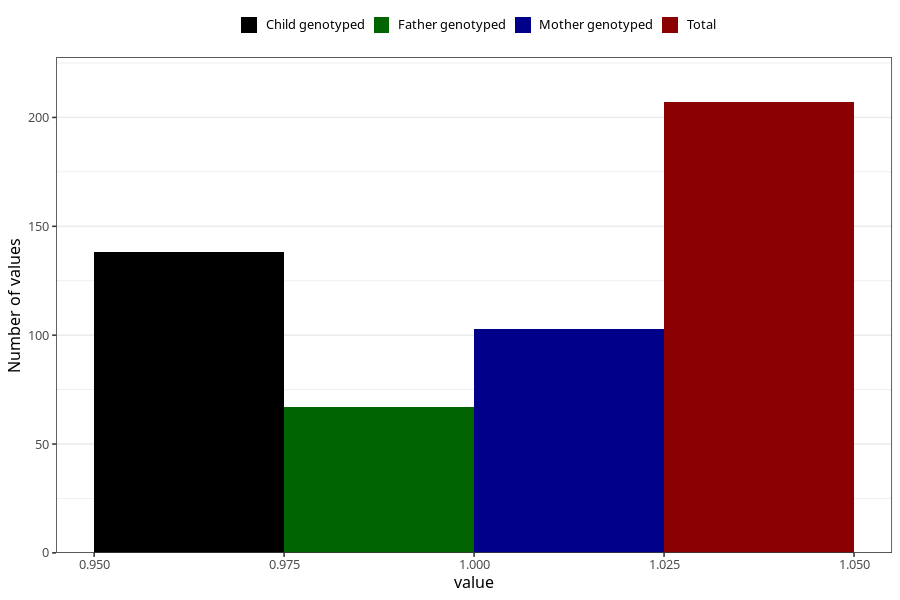 Child genotyped Father genotyped Mother genotyped Total
Number of values
200
150
100
50
0
0.950 0.975 1.000 1.025 1.050
value